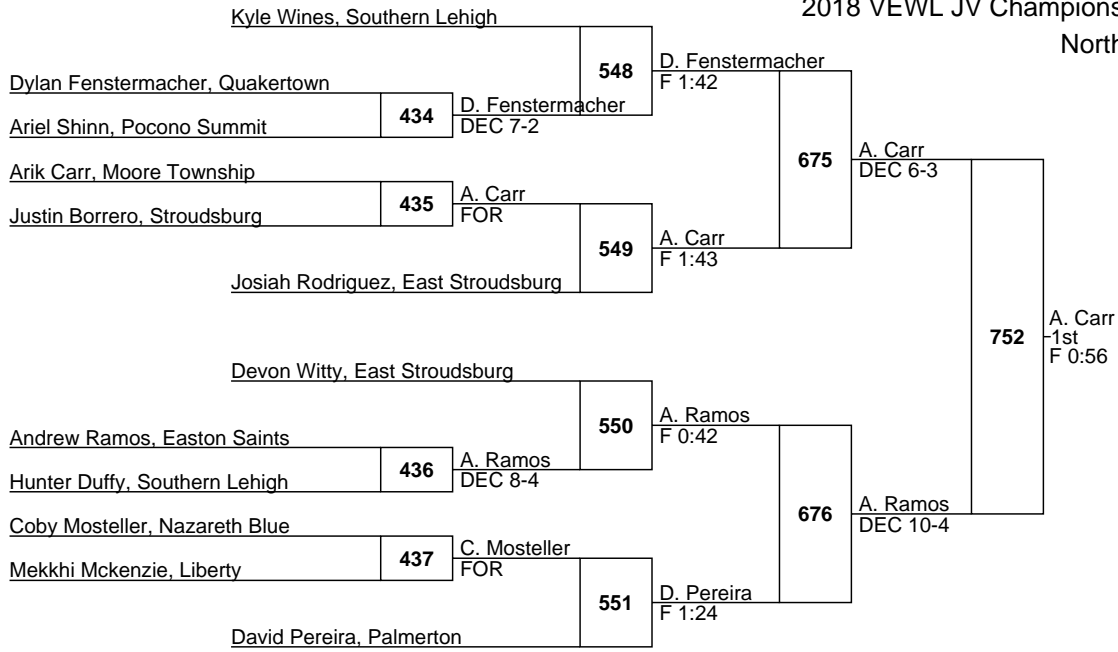 2018 VEWL JV Champions
North
Kyle Wines, Southern Lehigh
548
D. Fenstermacher
F 1:42
Dylan Fenstermacher, Quakertown
434
D. Fenstermacher
DEC 7-2
Ariel Shinn, Pocono Summit
675
A. Carr
DEC 6-3
Arik Carr, Moore Township
435
A. Carr
FOR
Justin Borrero, Stroudsburg
549
A. Carr
F 1:43
Josiah Rodriguez, East Stroudsburg
752
A. Carr
1st
F 0:56
Devon Witty, East Stroudsburg
550
A. Ramos
F 0:42
Andrew Ramos, Easton Saints
436
A. Ramos
DEC 8-4
Hunter Duffy, Southern Lehigh
676
A. Ramos
DEC 10-4
Coby Mosteller, Nazareth Blue
437
C. Mosteller
FOR
Mekkhi Mckenzie, Liberty
551
D. Pereira
F 1:24
David Pereira, Palmerton